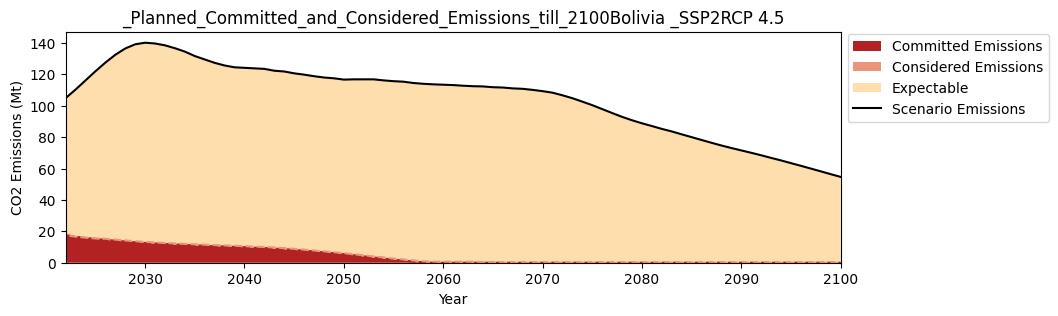 _Planned_Committed_and_Considered_Emissions_till_2100Bolivia _SSP2RCP 4.5
Committed Emissions
Considered Emissions
Expectable
Scenario Emissions
CO2 Emissions (Mt)
140
120
100
80
60
40
20
0
2030 2040 2050 2060 2070 2080 2090 2100
Year